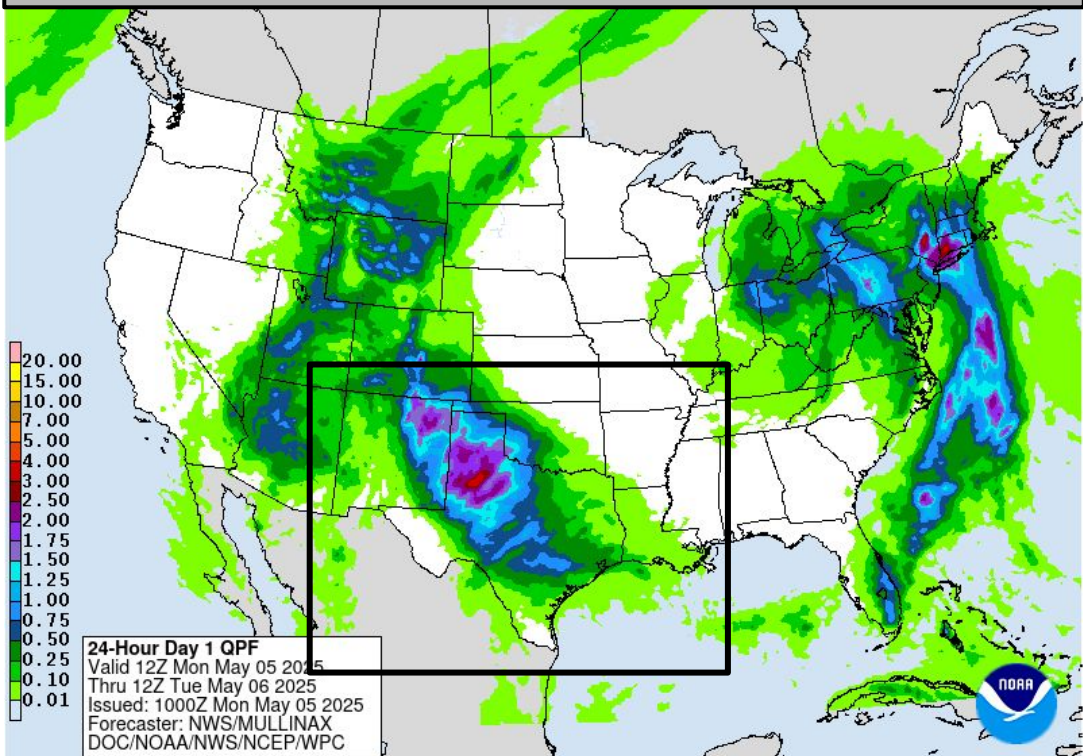 20.00
15.00
10.00
7.00
5.00
4.00
3.00
2.50
2.00
1.75
1.50
1.25
1.00
0.75
0.50
0.25
0.10
0.01
24-Hour Day 1 QPF
Valid 12Z Mon May 05 2025
Thru 12Z Tue May 06 2025
Issued: 1000Z Mon May 05 2025
Forecaster: NWS/MULLINAX
DOC/NOAA/NWS/NCEP/WPC
NOAA